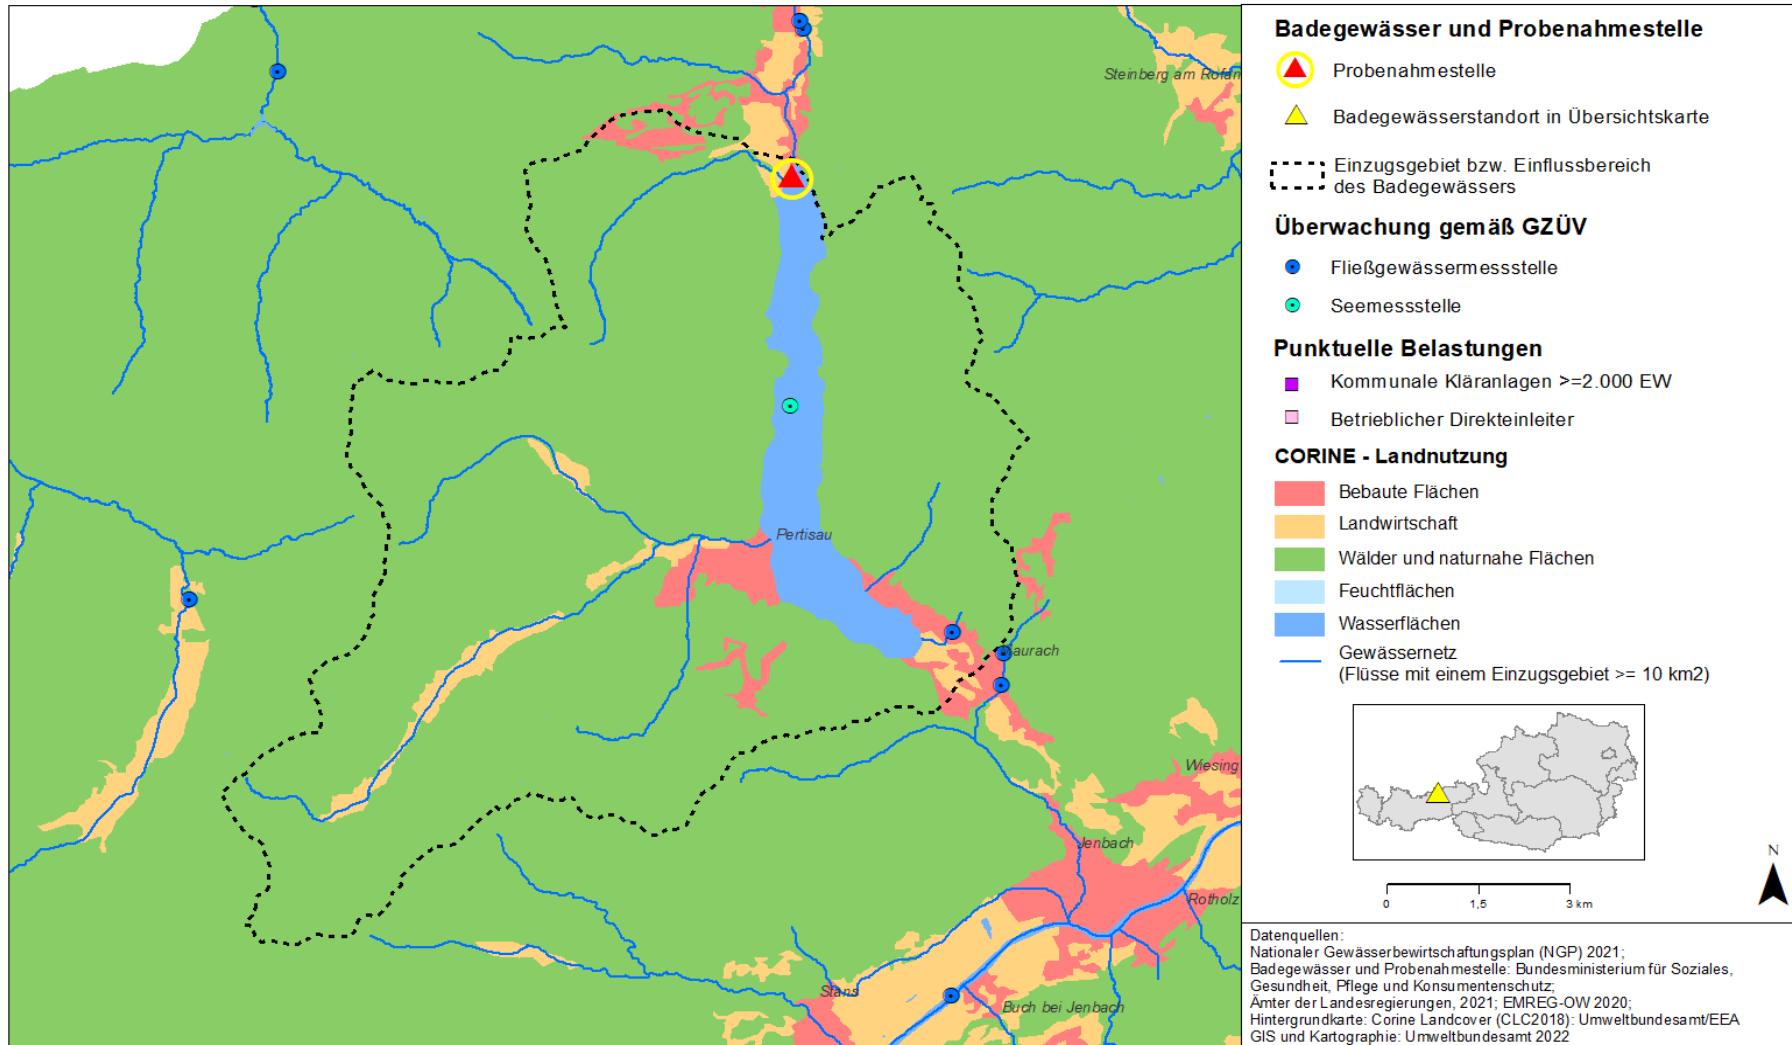 Steinberg am Rofan
Pertisau
Maurach
Wiesing
Jenbach
Rotholz
Stans
Buch bei Jenbach
Badegewässer und Probenahmestelle
Probenahmestelle
Badegewässerstandort in Übersichtskarte
Einzugsgebiet bzw. Einflussbereich
des Badegewässers
Überwachung gemäß GZÜV
Fließgewässermessstelle
Seemessstelle
Punktuelle Belastungen
Kommunale Kläranlagen >=2.000 EW
Betrieblicher Direkteinleiter
CORINE - Landnutzung
Bebaute Flächen
Landwirtschaft
Wälder und naturnahe Flächen
Feuchtflächen
Wasserflächen
Gewässernetz
(Flüsse mit einem Einzugsgebiet >= 10 km2)
N
0 1,5 3 km
Datenquellen:
Nationaler Gewässerbewirtschaftungsplan (NGP) 2021;
Badegewässer und Probenahmestelle: Bundesministerium für Soziales,
Gesundheit, Pflege und Konsumentenschutz;
Ämter der Landesregierungen, 2021; EMREG-OW 2020;
Hintergrundkarte: Corine Landcover (CLC2018): Umweltbundesamt/EEA
GIS und Kartographie: Umweltbundesamt 2022